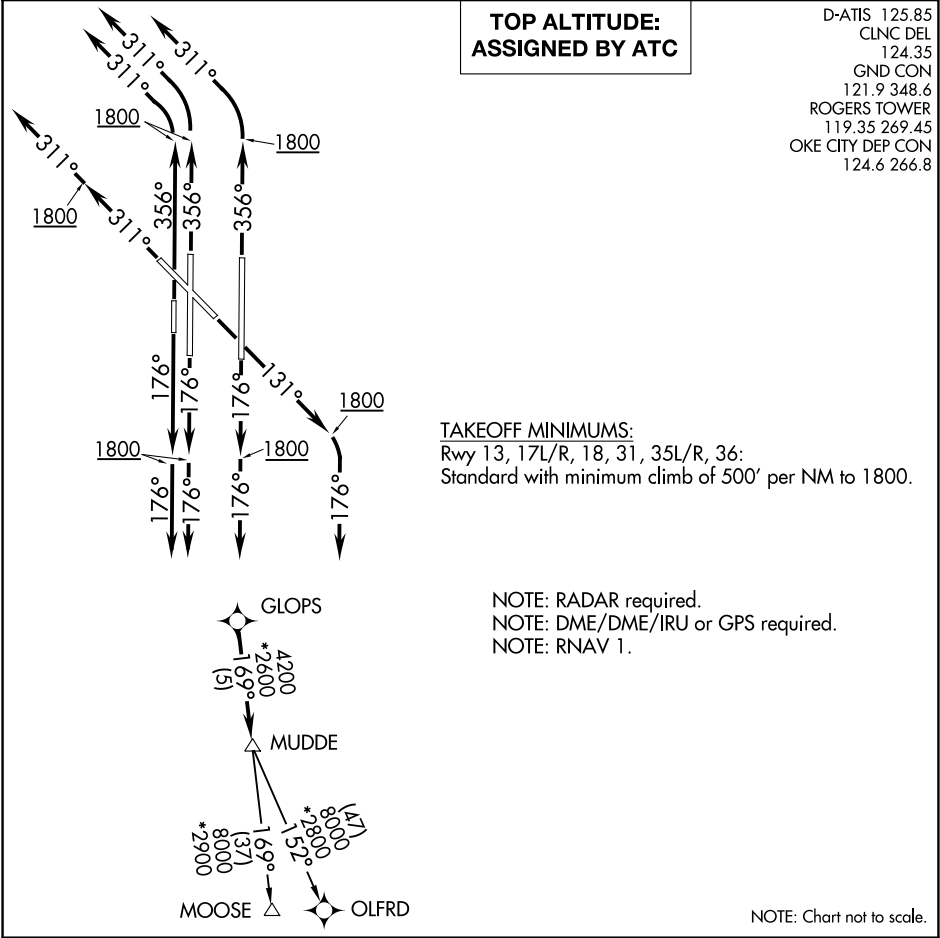 TOP ALTITUDE:
ASSIGNED BY ATC
D-ATIS 125.85
CLNC DEL
124.35
GND CON
121.9 348.6
ROGERS TOWER
119.35 269.45
OKE CITY DEP CON
124.6 266.8
311°
311°
311°
1800
1800
311°
1800
311°
356°
356°
356°
176°
176°
176°
131°
1800
1800
1800
176°
176°
176°
176°
TAKEOFF MINIMUMS:
Rwy 13, 17L/R, 18, 31, 35L/R, 36:
Standard with minimum climb of 500' per NM to 1800.
NOTE: RADAR required.
NOTE: DME/DME/IRU or GPS required.
NOTE: RNAV 1.
GLOPS
4200
*2600
169°
(5)
MUDDE
(47)
8000
*2800
152°
169°
(37)
8000
*2900
MOOSE
OLFRD
NOTE: Chart not to scale.